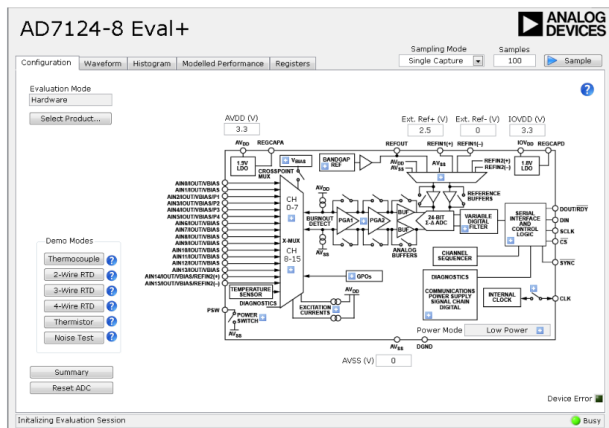 AD7124-8 Eval+
ANALOG
DEVICES
Sampling Mode
Samples
Configuration
Waveform
Histogram
Modelled Performance
Registers
Single Capture
100
Sample
Evaluation Mode
Hardware
Select Product...
AVDD (V)
3.3
Ext. Ref+ (V)
Ext. Ref- (V)
IOVDD (V)
2.5
0
3.3
AVDD
REGCAPA
REFOUT
REFIN1(+)
REFIN1(–)
IOVDD
REGCAPD
1.9V
LDO
CROSSPOINT
MUX
VBIAS
BANDGAP
REF
REFIN2(+)
REFIN2(–)
1.8V
LDO
AIN0/IOUT/VBIAS
AIN1/IOUT/VBIAS
AIN2/IOUT/VBIAS/P1
AIN3/IOUT/VBIAS/P2
AIN4/IOUT/VBIAS/P3
AIN5/IOUT/VBIAS/P4
AIN6/IOUT/VBIAS
AIN7/IOUT/VBIAS
AIN8/IOUT/VBIAS
AIN9/IOUT/VBIAS
AIN10/IOUT/VBIAS
AIN11/IOUT/VBIAS
AIN12/IOUT/VBIAS
AIN13/IOUT/VBIAS
AIN14/IOUT/VBIAS/REFIN2(+)
AIN15/IOUT/VBIAS/REFIN2(–)
CH
0-7
X-MUX
CH
8-15
AVDD
BURNOUT
DETECT
AVSS
PGA1
PGA2
BUF
BUF
ANALOG
BUFFERS
REFERENCE
BUFFERS
24-BIT
Σ-Δ ADC
VARIABLE
DIGITAL
FILTER
SERIAL
INTERFACE
AND
CONTROL
LOGIC
DOUT/RDY
DIN
SCLK
CS
SYNC
CHANNEL
SEQUENCER
GPOs
TEMPERATURE
SENSOR
DIAGNOSTICS
DIAGNOSTICS
COMMUNICATIONS
POWER SUPPLY
SIGNAL CHAIN
DIGITAL
INTERNAL
CLOCK
CLK
PSW
POWER
SWITCH
AVSS
EXCITATION
CURRENTS
AVDD
Power Mode
Low Power
AVSS
DGND
AVSS (V)
0
Demo Modes
Thermocouple
2-Wire RTD
3-Wire RTD
4-Wire RTD
Thermistor
Noise Test
Summary
Reset ADC
Device Error
Initalizing Evaluation Session
Busy